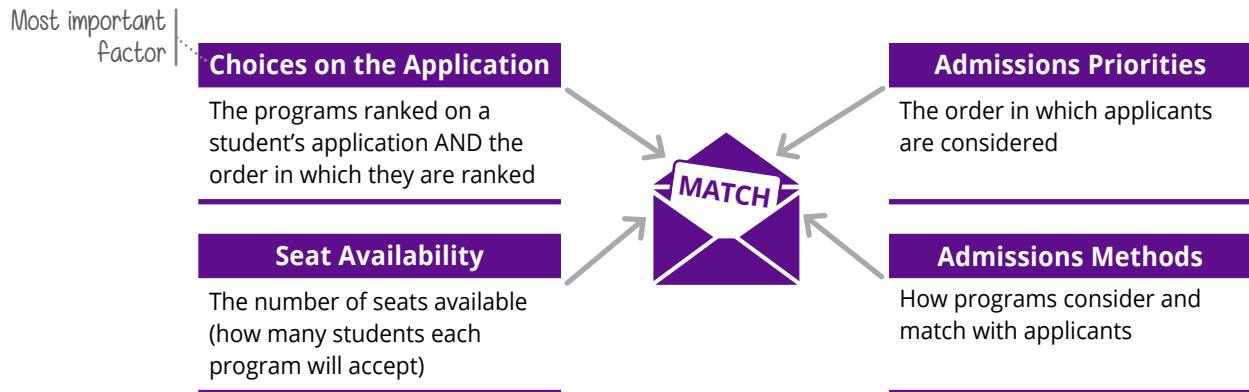 Most important
factor
Choices on the Application
The programs ranked on a
student’s application AND the
order in which they are ranked
Admissions Priorities
The order in which applicants
are considered
MATCH
Seat Availability
The number of seats available
(how many students each
program will accept)
Admissions Methods
How programs consider and
match with applicants